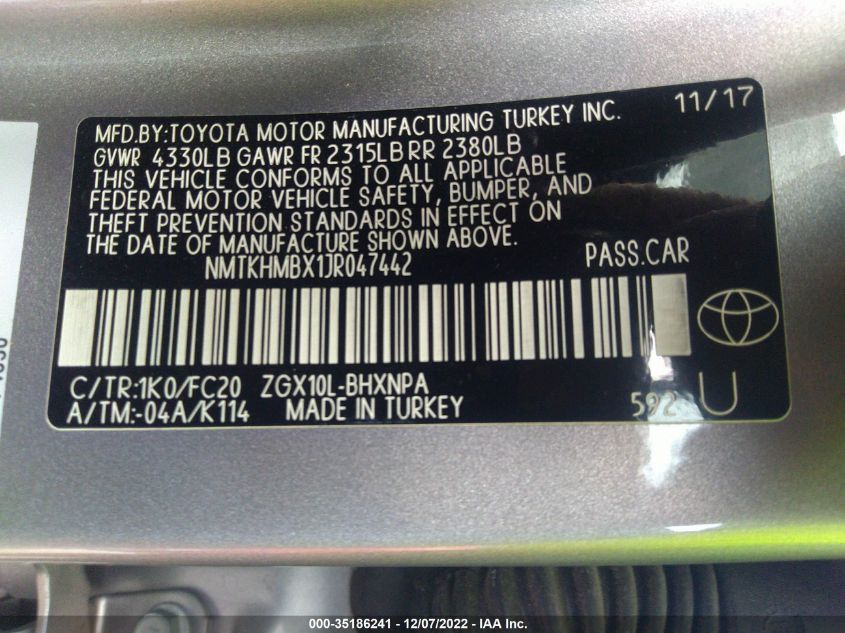 11/17
MFD.BY:TOYOTA MOTOR MANUFACTURING TURKEY INC.
GVWR 4330LB GAWR FR 2315LB RR 2380LB
THIS VEHICLE CONFORMS TO ALL APPLICABLE
FEDERAL MOTOR VEHICLE SAFETY, BUMPER, AND
THEFT PREVENTION STANDARDS IN EFFECT ON
THE DATE OF MANUFACTURE SHOWN ABOVE.
NMTKHMBX1JR047442 PASS.CAR
C/TR:1K0/FC20 ZGX10L-BHXNPA
A/TM:-04A/K114 MADE IN TURKEY 592 U
000-35186241 - 12/07/2022 - IAA Inc.